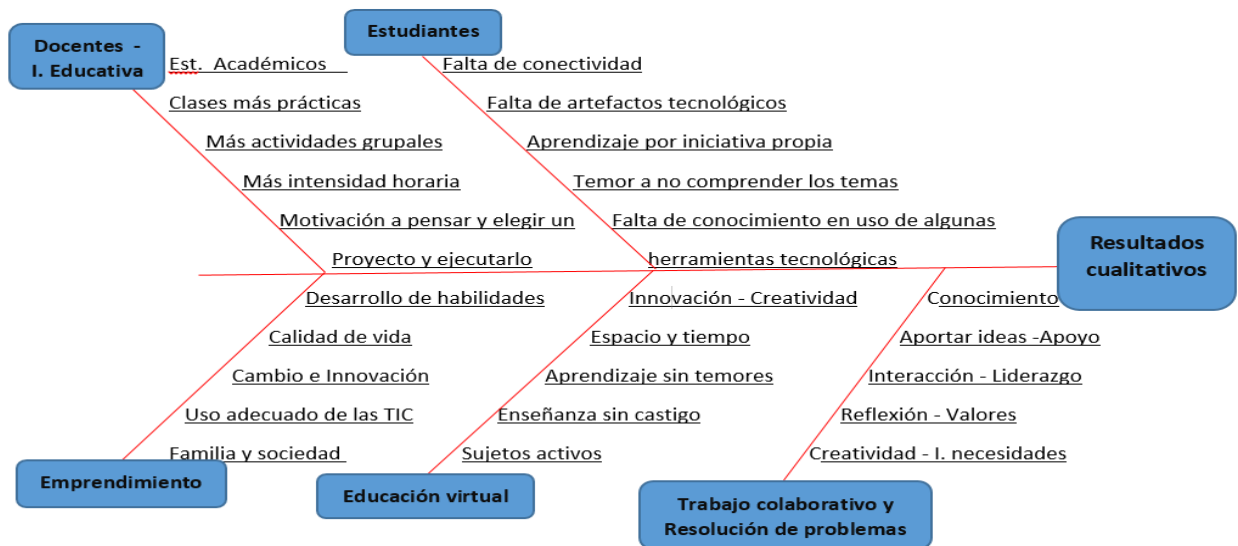 Docentes -
I. Educativa
Est. Académicos
Clases más prácticas
Más actividades grupales
Más intensidad horaria
Motivación a pensar y elegir un
Proyecto y ejecutarlo
Estudiantes
Falta de conectividad
Falta de artefactos tecnológicos
Aprendizaje por iniciativa propia
Temor a no comprender los temas
Falta de conocimiento en uso de algunas
herramientas tecnológicas
Resultados
cualitativos
Desarrollo de habilidades
Calidad de vida
Cambio e Innovación
Uso adecuado de las TIC
Familia y sociedad
Emprendimiento
Innovación - Creatividad
Espacio y tiempo
Aprendizaje sin temores
Enseñanza sin castigo
Sujetos activos
Educación virtual
Conocimiento
Aportar ideas -Apoyo
Interacción - Liderazgo
Reflexión - Valores
Creatividad - I. necesidades
Trabajo colaborativo y
Resolución de problemas